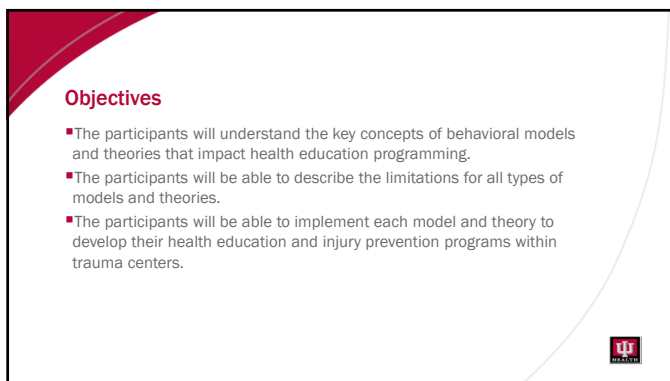 Objectives
▪The participants will understand the key concepts of behavioral models
and theories that impact health education programming.
▪The participants will be able to describe the limitations for all types of
models and theories.
▪The participants will be able to implement each model and theory to
develop their health education and injury prevention programs within
trauma centers.
HEALTH